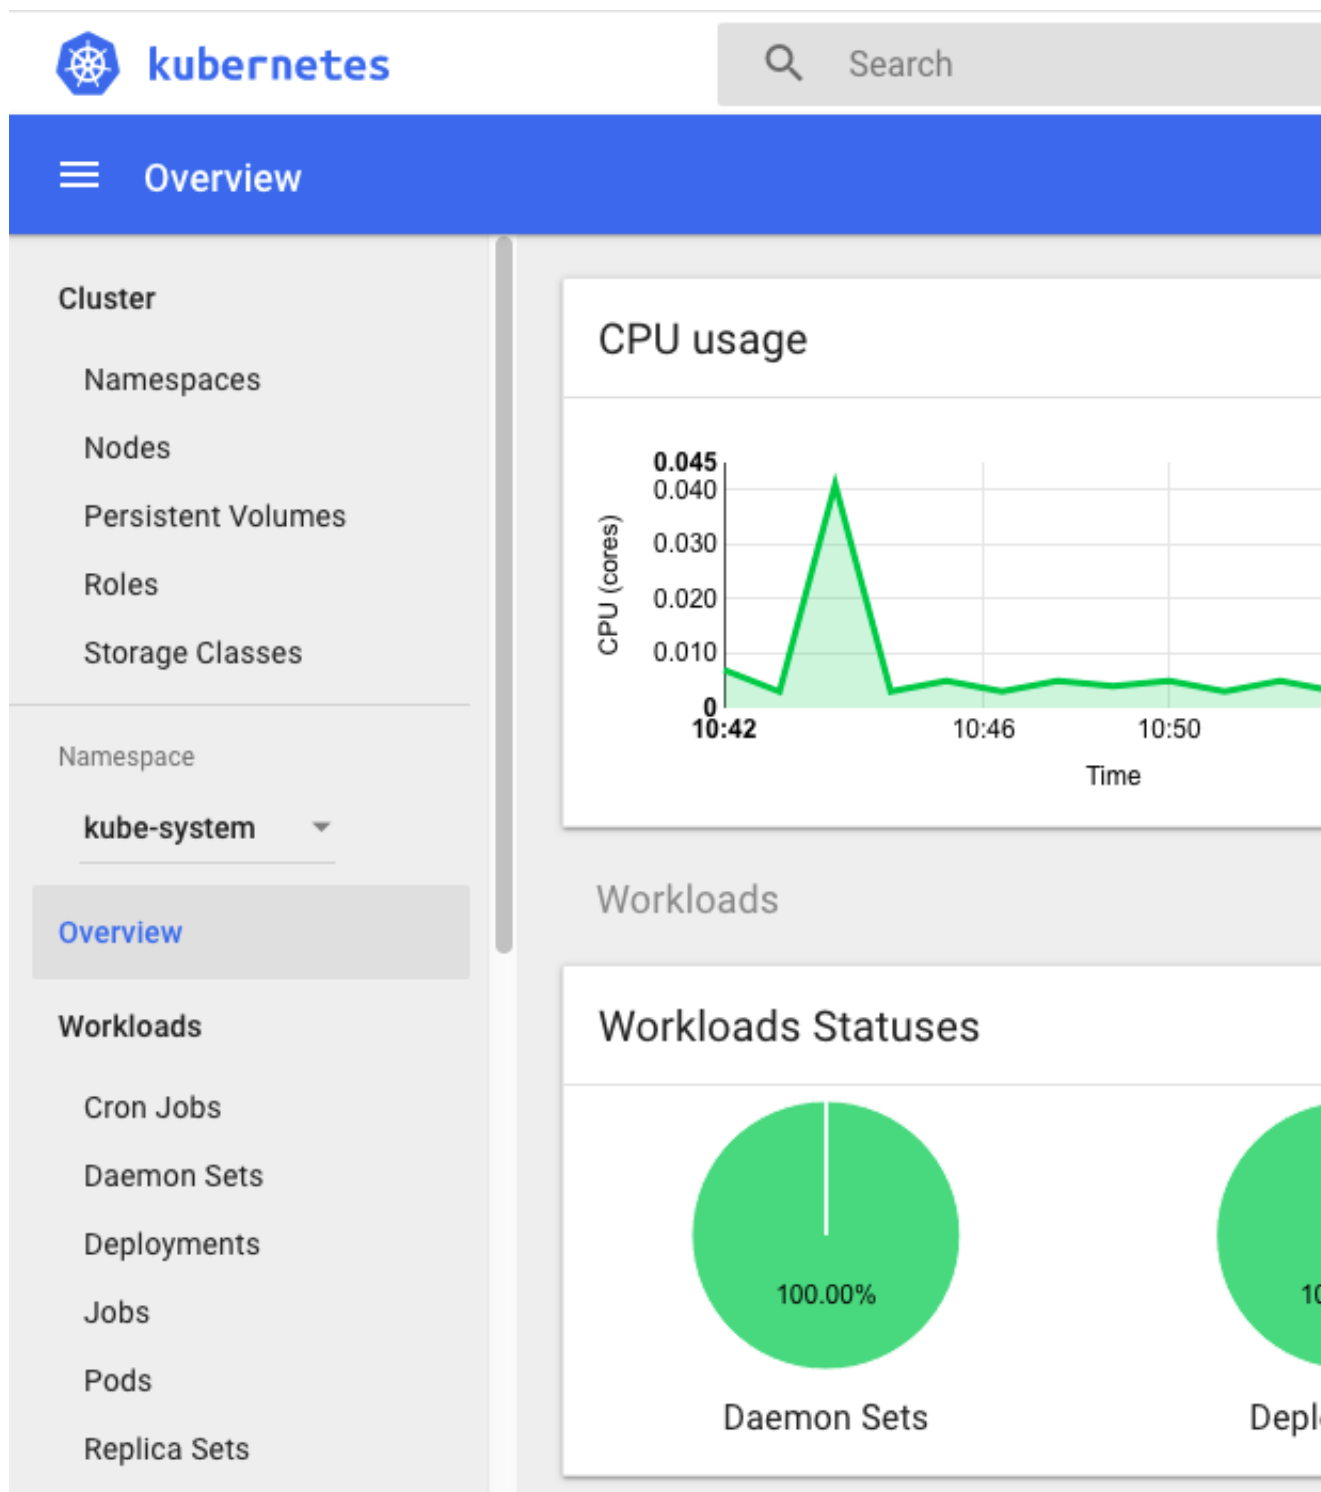 kubernetes
Search
Overview
Cluster
Namespaces
Nodes
Persistent Volumes
Roles
Storage Classes
Namespace
kube-system
Overview
Workloads
Cron Jobs
Daemon Sets
Deployments
Jobs
Pods
Replica Sets
CPU usage
CPU (cores)
0.045
0.040
0.030
0.020
0.010
0
10:42 10:46 10:50
Time
Workloads
Workloads Statuses
100.00%
Daemon Sets